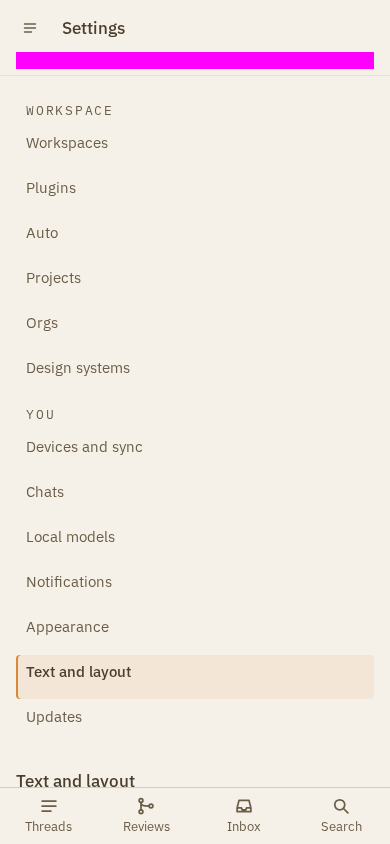 Settings
WORKSPACE
Workspaces
Plugins
Auto
Projects
Orgs
Design systems
YOU
Devices and sync
Chats
Local models
Notifications
Appearance
Text and layout
Updates
Text and layout
Threads
Reviews
Inbox
Search